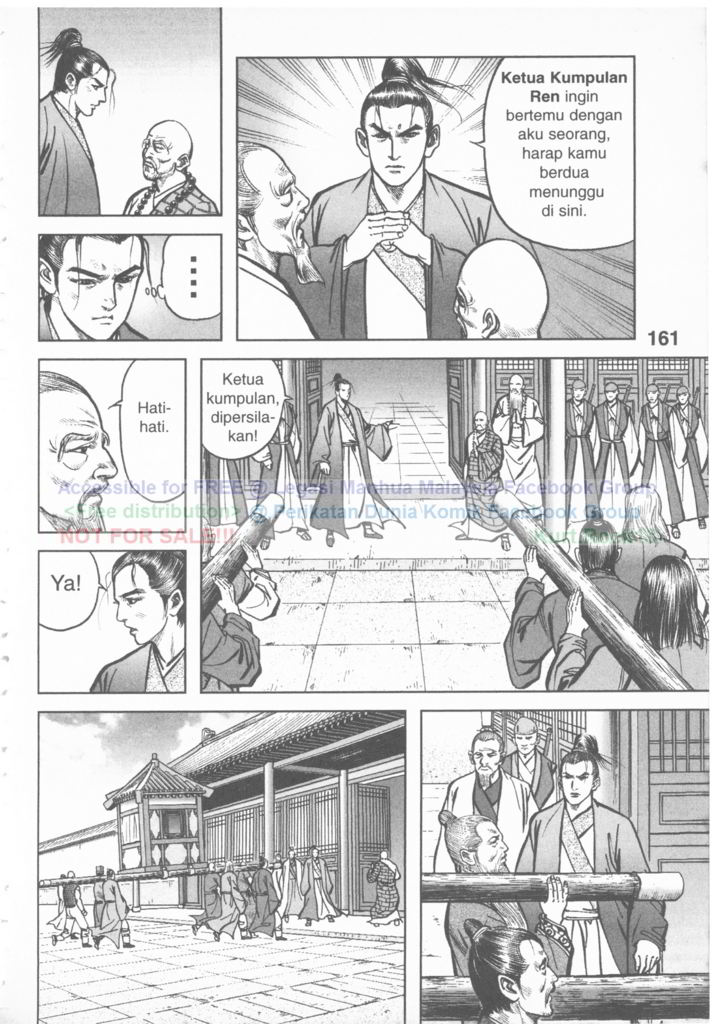 Ketua Kumpulan
Ren ingin
bertemu dengan
aku seorang,
harap kamu
berdua
menunggu
di sini.
161
Hati-
hati.
Ketua
kumpulan,
dipersila-
kan!
Accessible for FREE @ Legasi Manhua Malaysia Facebook Group
<free distribution> @ Perikatan Dunia Komik Facebook Group
NOT FOR SALE!!!
Ya!